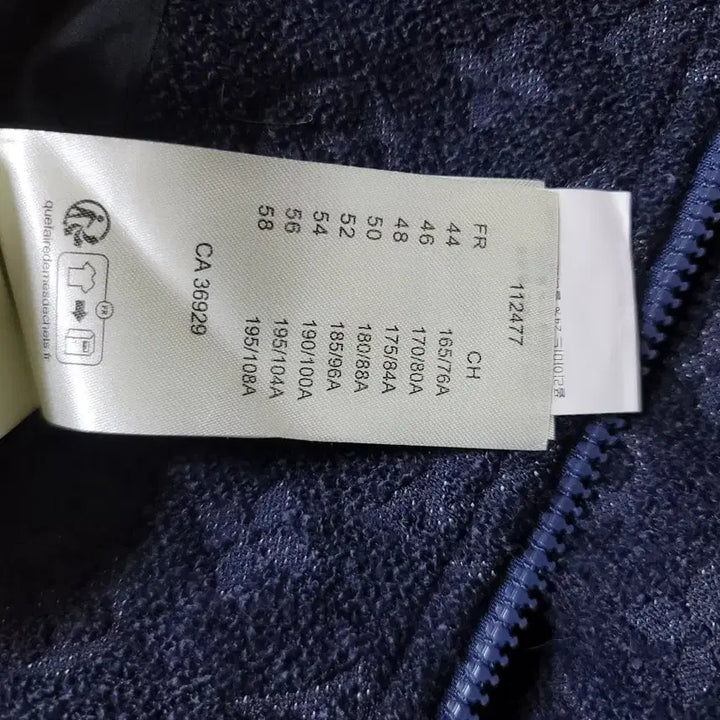 112477
FR CH
44 165/76A
46 170/80A
48 175/84A
50 180/88A
52 185/96A
54 190/100A
56 195/104A
58 195/108A
CA 36929
FR
quefairedemesdechets.fr